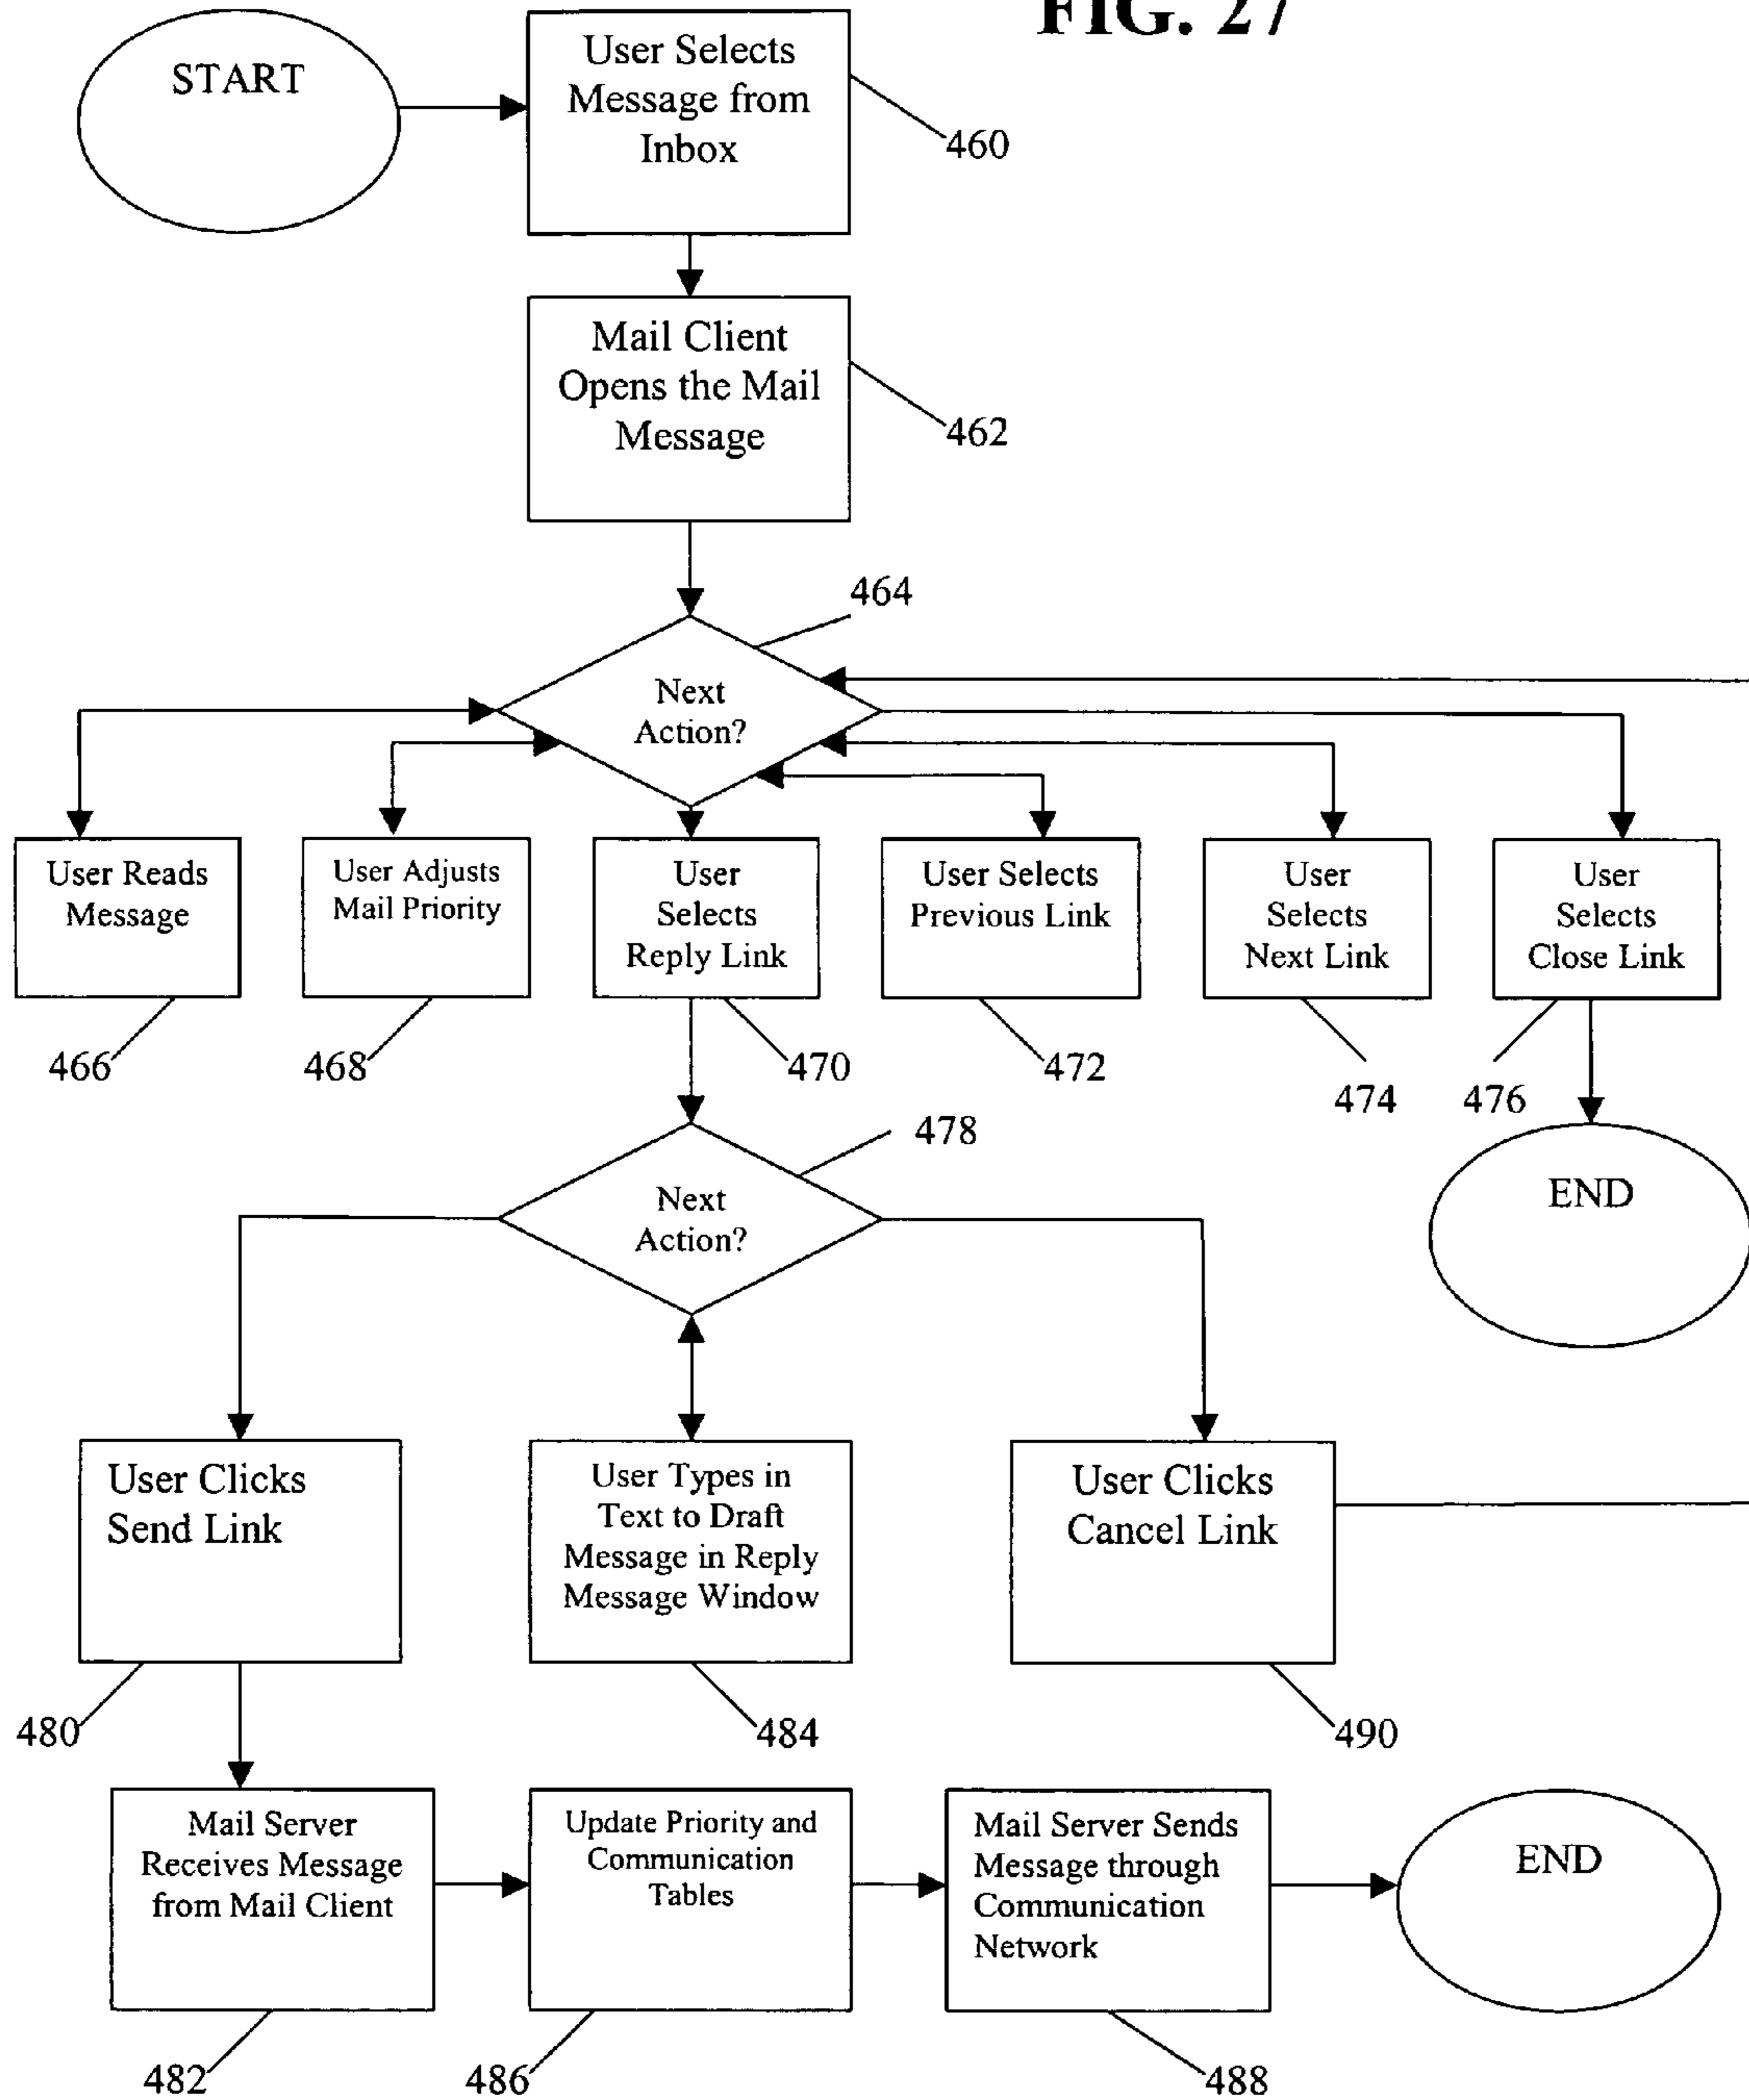 FIG. 27
START
User Selects
Message from
Inbox
460
Mail Client
Opens the Mail
Message
462
464
Next
Action?
User Reads
Message
User Adjusts
Mail Priority
User
Selects
Reply Link
User Selects
Previous Link
User
Selects
Next Link
User
Selects
Close Link
466
468
470
472
474
476
478
Next
Action?
END
User Clicks
Send Link
User Types in
Text to Draft
Message in Reply
Message Window
User Clicks
Cancel Link
480
484
490
Mail Server
Receives Message
from Mail Client
Update Priority and
Communication
Tables
Mail Server Sends
Message through
Communication
Network
END
482
486
488